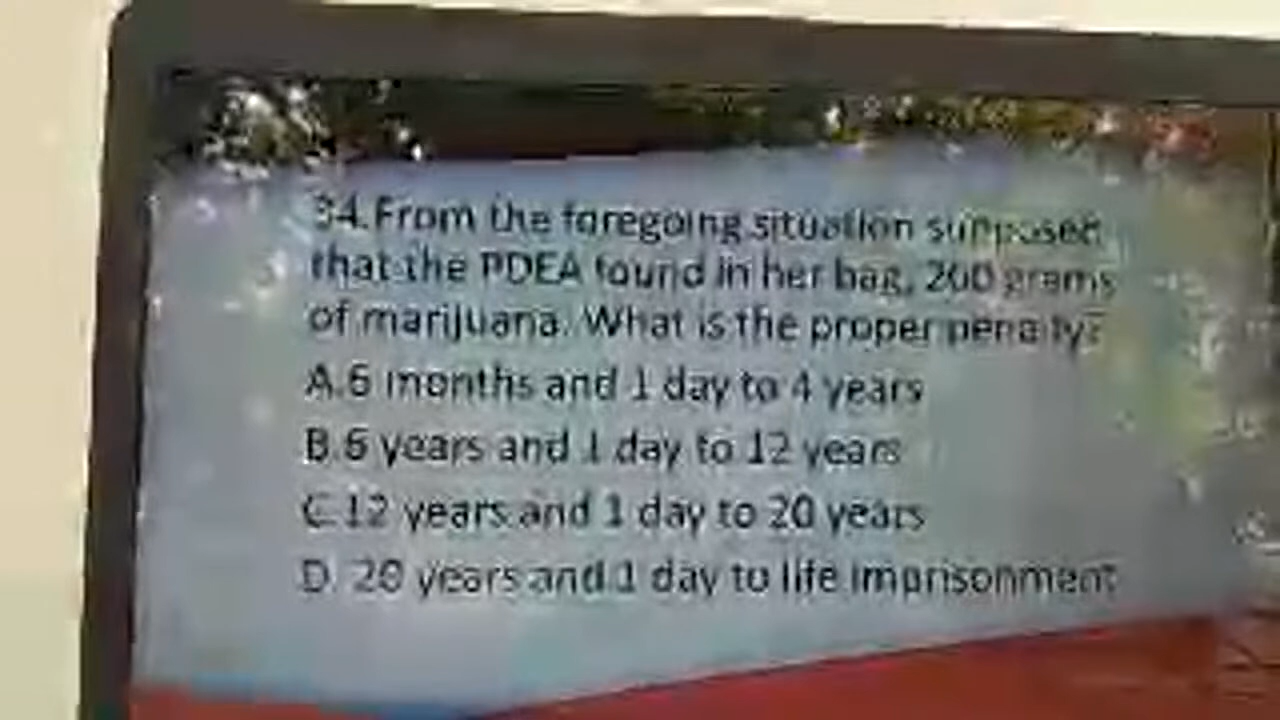 34.From the foregoing situation supposed
that the PDEA found in her bag, 200 grams
of marijuana. What is the proper penalty?
A.6 months and 1 day to 4 years
B.6 years and 1 day to 12 years
C.12 years and 1 day to 20 years
D. 20 years and 1 day to life imprisonment